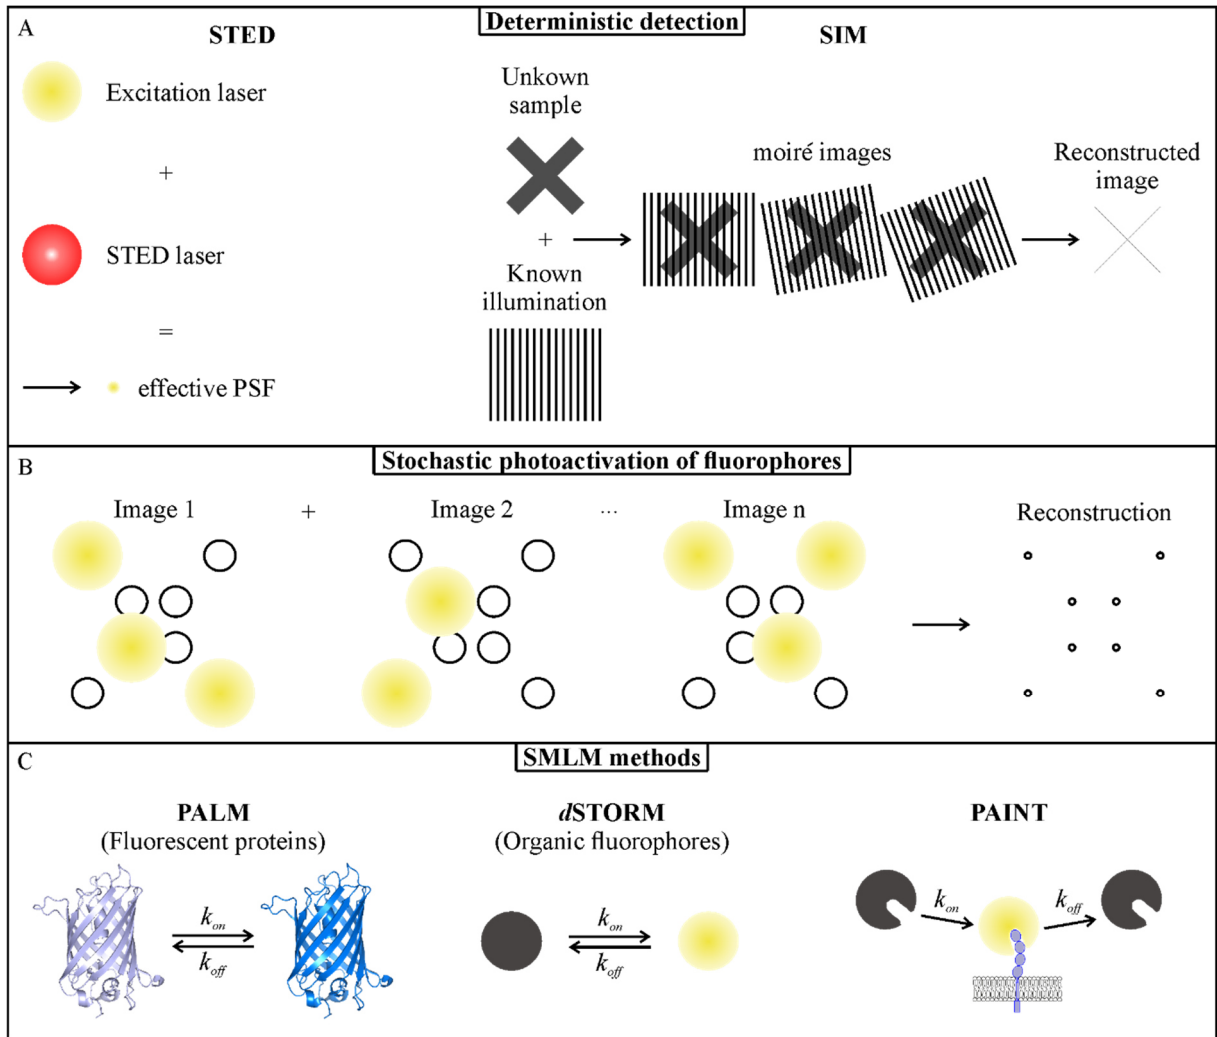 A
Deterministic detection
STED
Excitation laser
+
STED laser
=
effective PSF
SIM
Unkown
sample
+
Known
illumination
moiré images
Reconstructed
image
B
Stochastic photoactivation of fluorophores
Image 1
+
Image 2
...
Image n
Reconstruction
C
SMLM methods
PALM
(Fluorescent proteins)
kon
koff
dSTORM
(Organic fluorophores)
kon
koff
PAINT
kon
koff